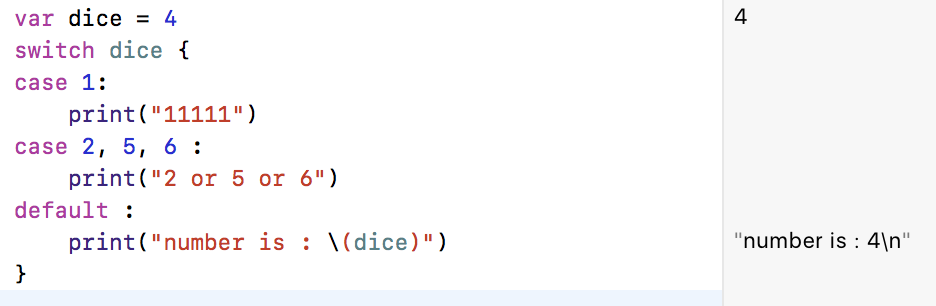 var dice = 4
4
switch dice {
case 1:
    print("11111")
case 2, 5, 6 :
    print("2 or 5 or 6")
default :
    print("number is : \(dice)")
"number is : 4\n"
}